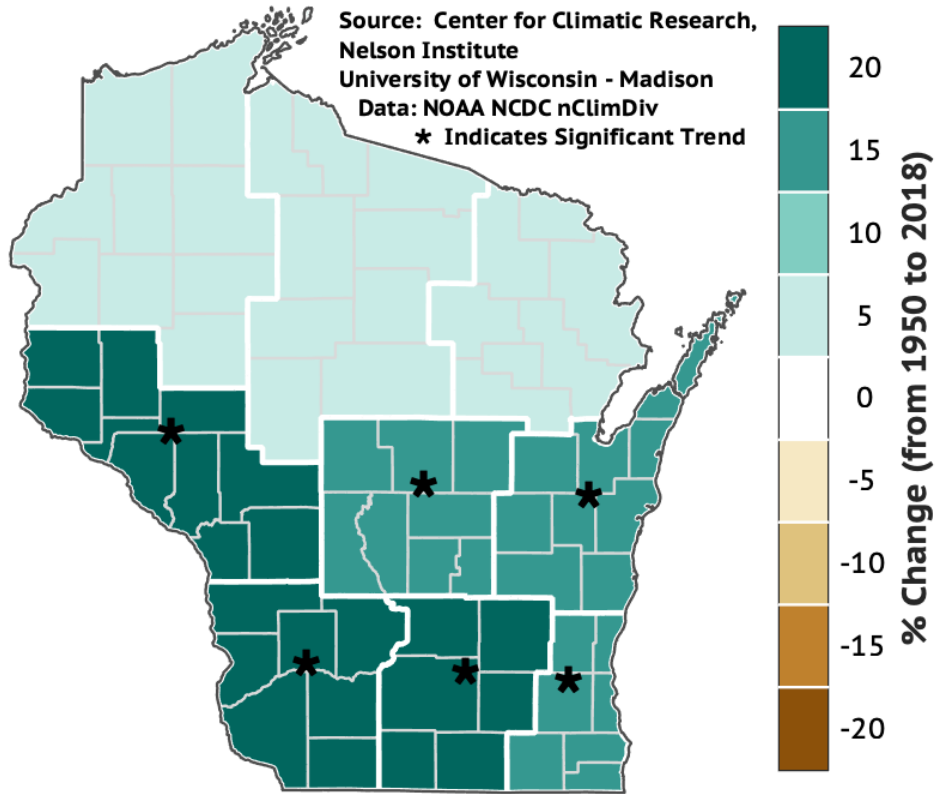 Source: Center for Climatic Research,
Nelson Institute
University of Wisconsin - Madison
Data: NOAA NCDC nClimDiv
* Indicates Significant Trend
20
15
10
5
0
-5
-10
-15
-20
% Change (from 1950 to 2018)